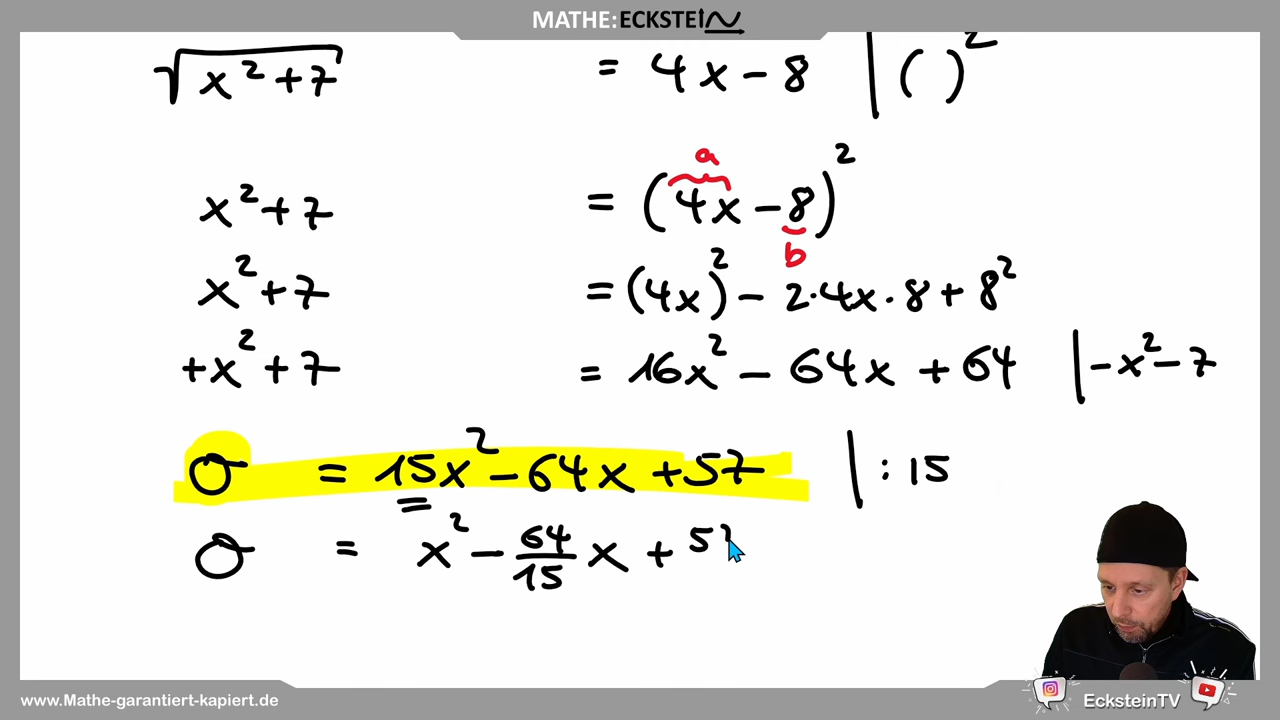 MATHE:ECKSTEIN
√(x²+7) = 4x − 8 | ( )²
a
x²+7 = (4x − 8)²
b
x²+7 = (4x)² − 2·4x·8 + 8²
+x²+7 = 16x² − 64x + 64 | −x² − 7
0 = 15x² − 64x + 57 | : 15
0 = x² − 64/15 x + 57
www.Mathe-garantiert-kapiert.de
EcksteinTV